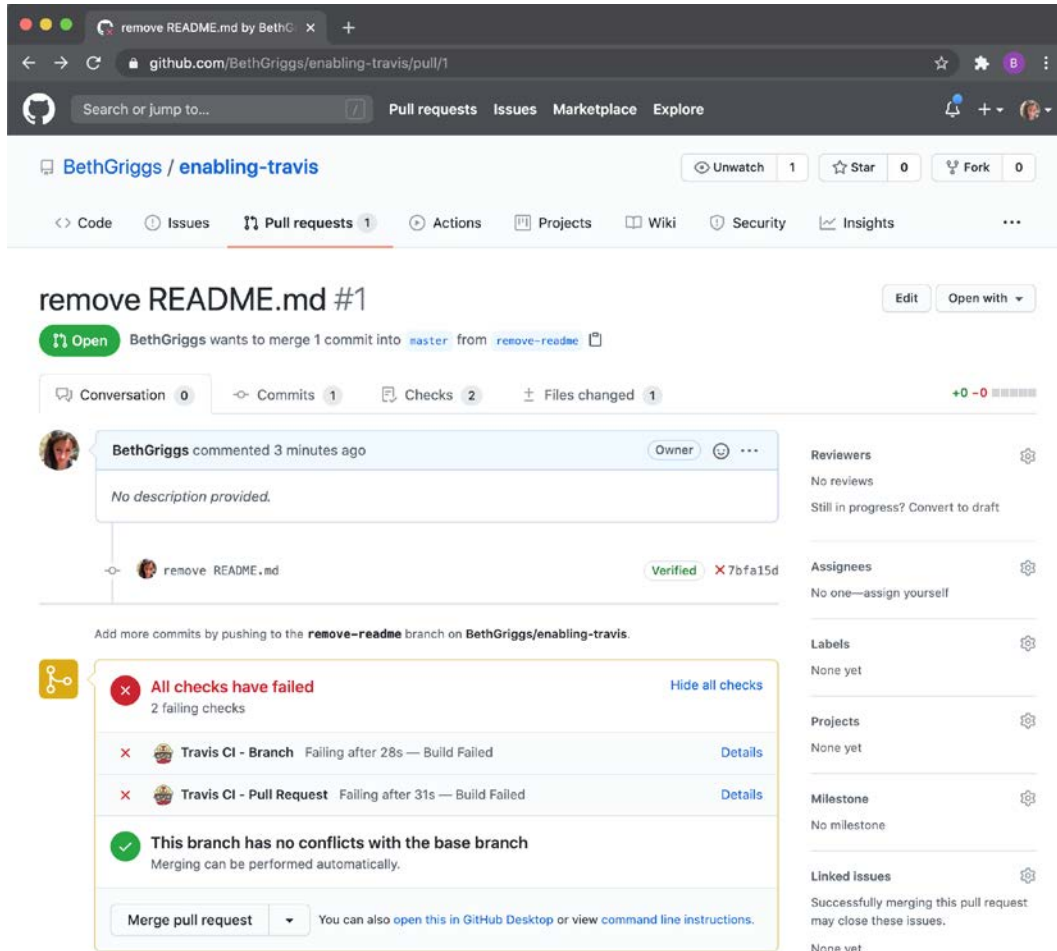 remove README.md by BethG
github.com/BethGriggs/enabling-travis/pull/1
B
Search or jump to... / Pull requests Issues Marketplace Explore
BethGriggs / enabling-travis
Unwatch 1 Star 0 Fork 0
<> Code Issues Pull requests 1 Actions Projects Wiki Security Insights
remove README.md #1
Edit Open with
Open BethGriggs wants to merge 1 commit into master from remove-readme
Conversation 0 Commits 1 Checks 2 Files changed 1 +0 −0
BethGriggs commented 3 minutes ago Owner
No description provided.
remove README.md Verified 7bfa15d
Add more commits by pushing to the remove-readme branch on BethGriggs/enabling-travis.
All checks have failed Hide all checks
2 failing checks
Travis CI - Branch Failing after 28s — Build Failed Details
Travis CI - Pull Request Failing after 31s — Build Failed Details
This branch has no conflicts with the base branch
Merging can be performed automatically.
Merge pull request You can also open this in GitHub Desktop or view command line instructions.
Reviewers
No reviews
Still in progress? Convert to draft
Assignees
No one—assign yourself
Labels
None yet
Projects
None yet
Milestone
No milestone
Linked issues
Successfully merging this pull request
may close these issues.
None yet